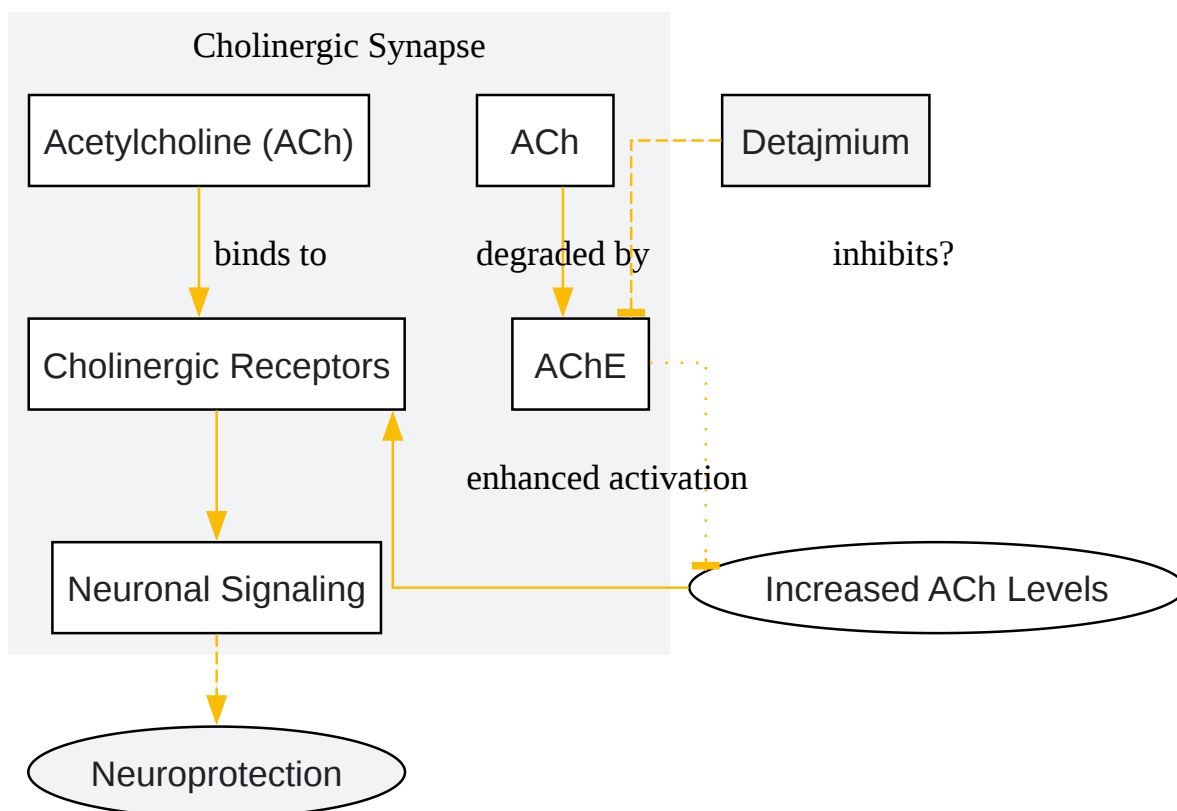 Cholinergic Synapse
Acetylcholine (ACh)
ACh
Detajmium
binds to
degraded by
inhibits?
Cholinergic Receptors
AChE
enhanced activation
Neuronal Signaling
Increased ACh Levels
Neuroprotection